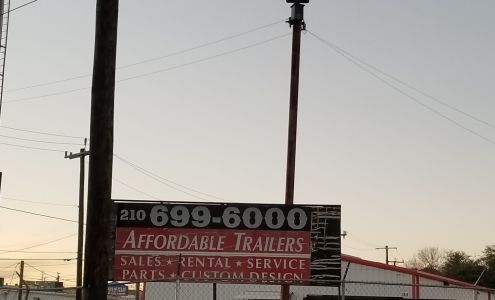 210 699-6000
AFFORDABLE TRAILERS
SALES ★ RENTAL ★ SERVICE
PARTS ★ CUSTOM DESIGN